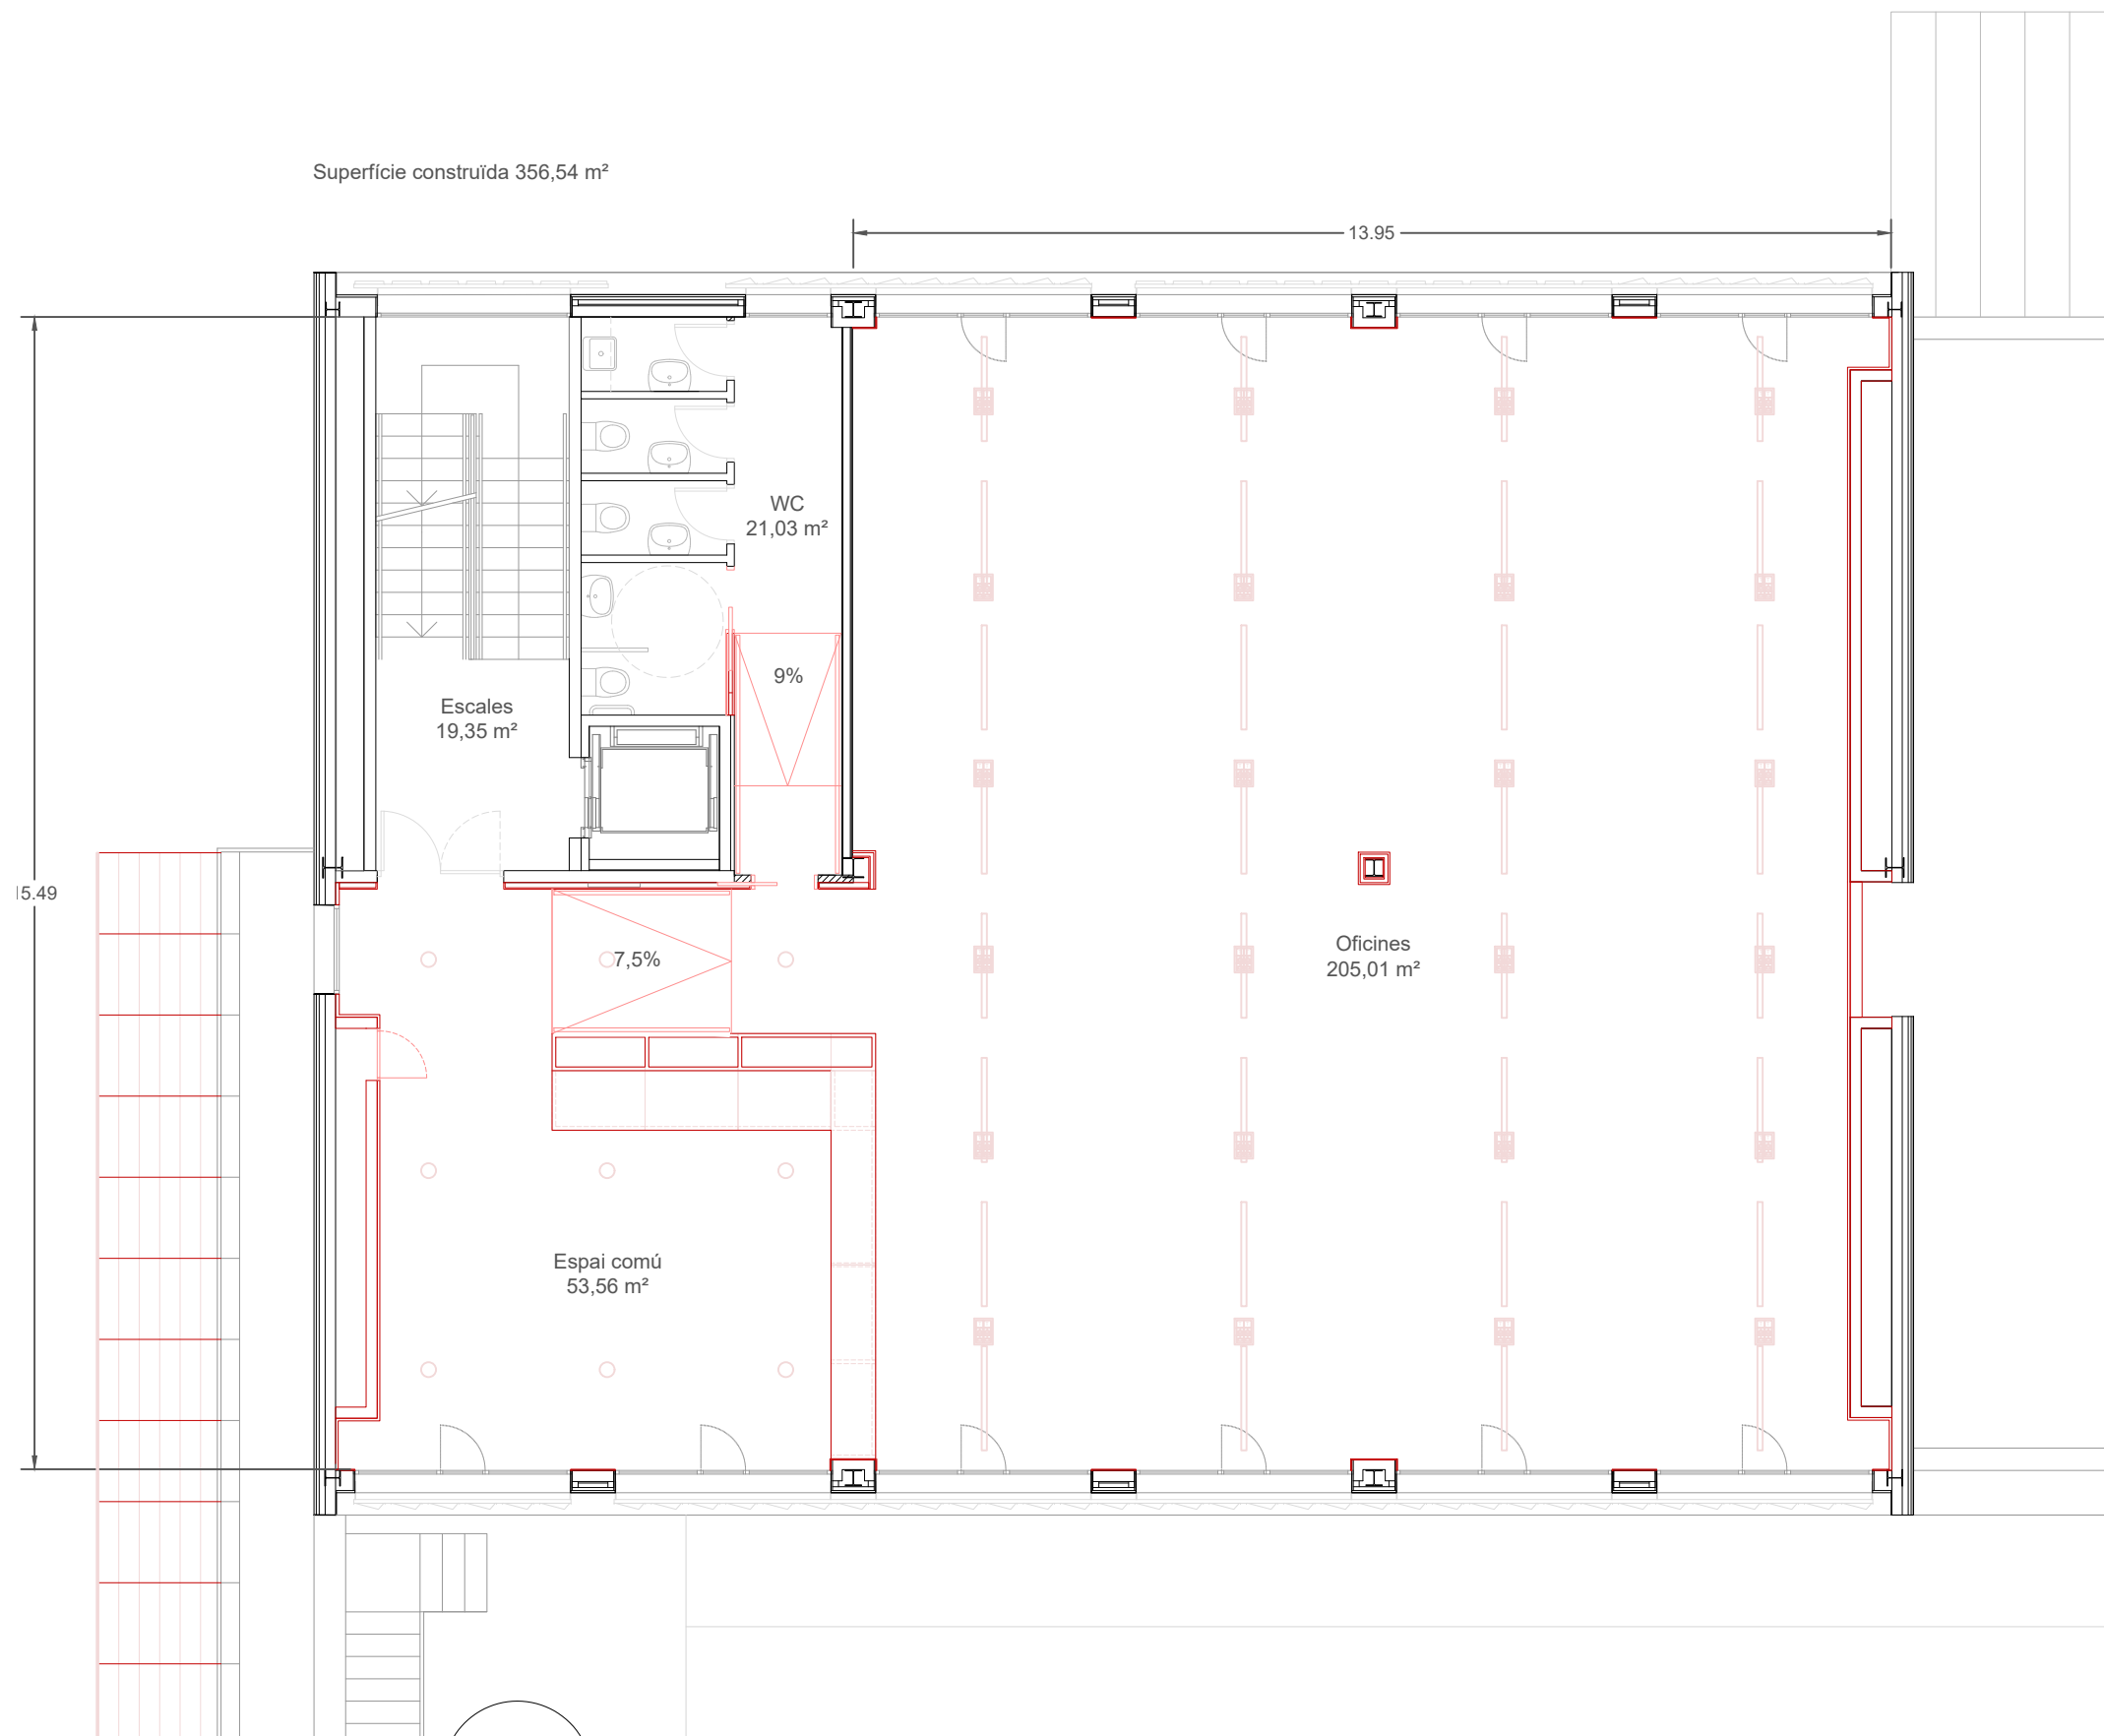 Superfície construïda 356,54 m²
13.95
WC
21,03 m²
9%
Escales
19,35 m²
15.49
7,5%
Oficines
205,01 m²
Espai comú
53,56 m²